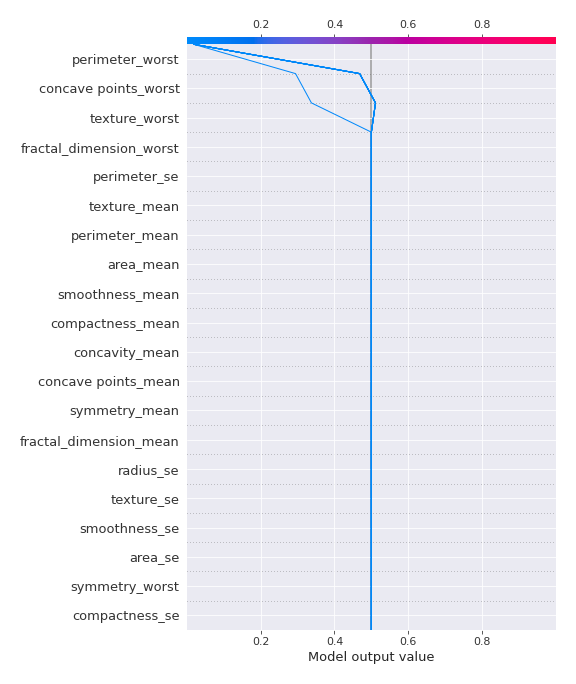 0.2 0.4 0.6 0.8
perimeter_worst
concave points_worst
texture_worst
fractal_dimension_worst
perimeter_se
texture_mean
perimeter_mean
area_mean
smoothness_mean
compactness_mean
concavity_mean
concave points_mean
symmetry_mean
fractal_dimension_mean
radius_se
texture_se
smoothness_se
area_se
symmetry_worst
compactness_se
0.2 0.4 0.6 0.8
Model output value